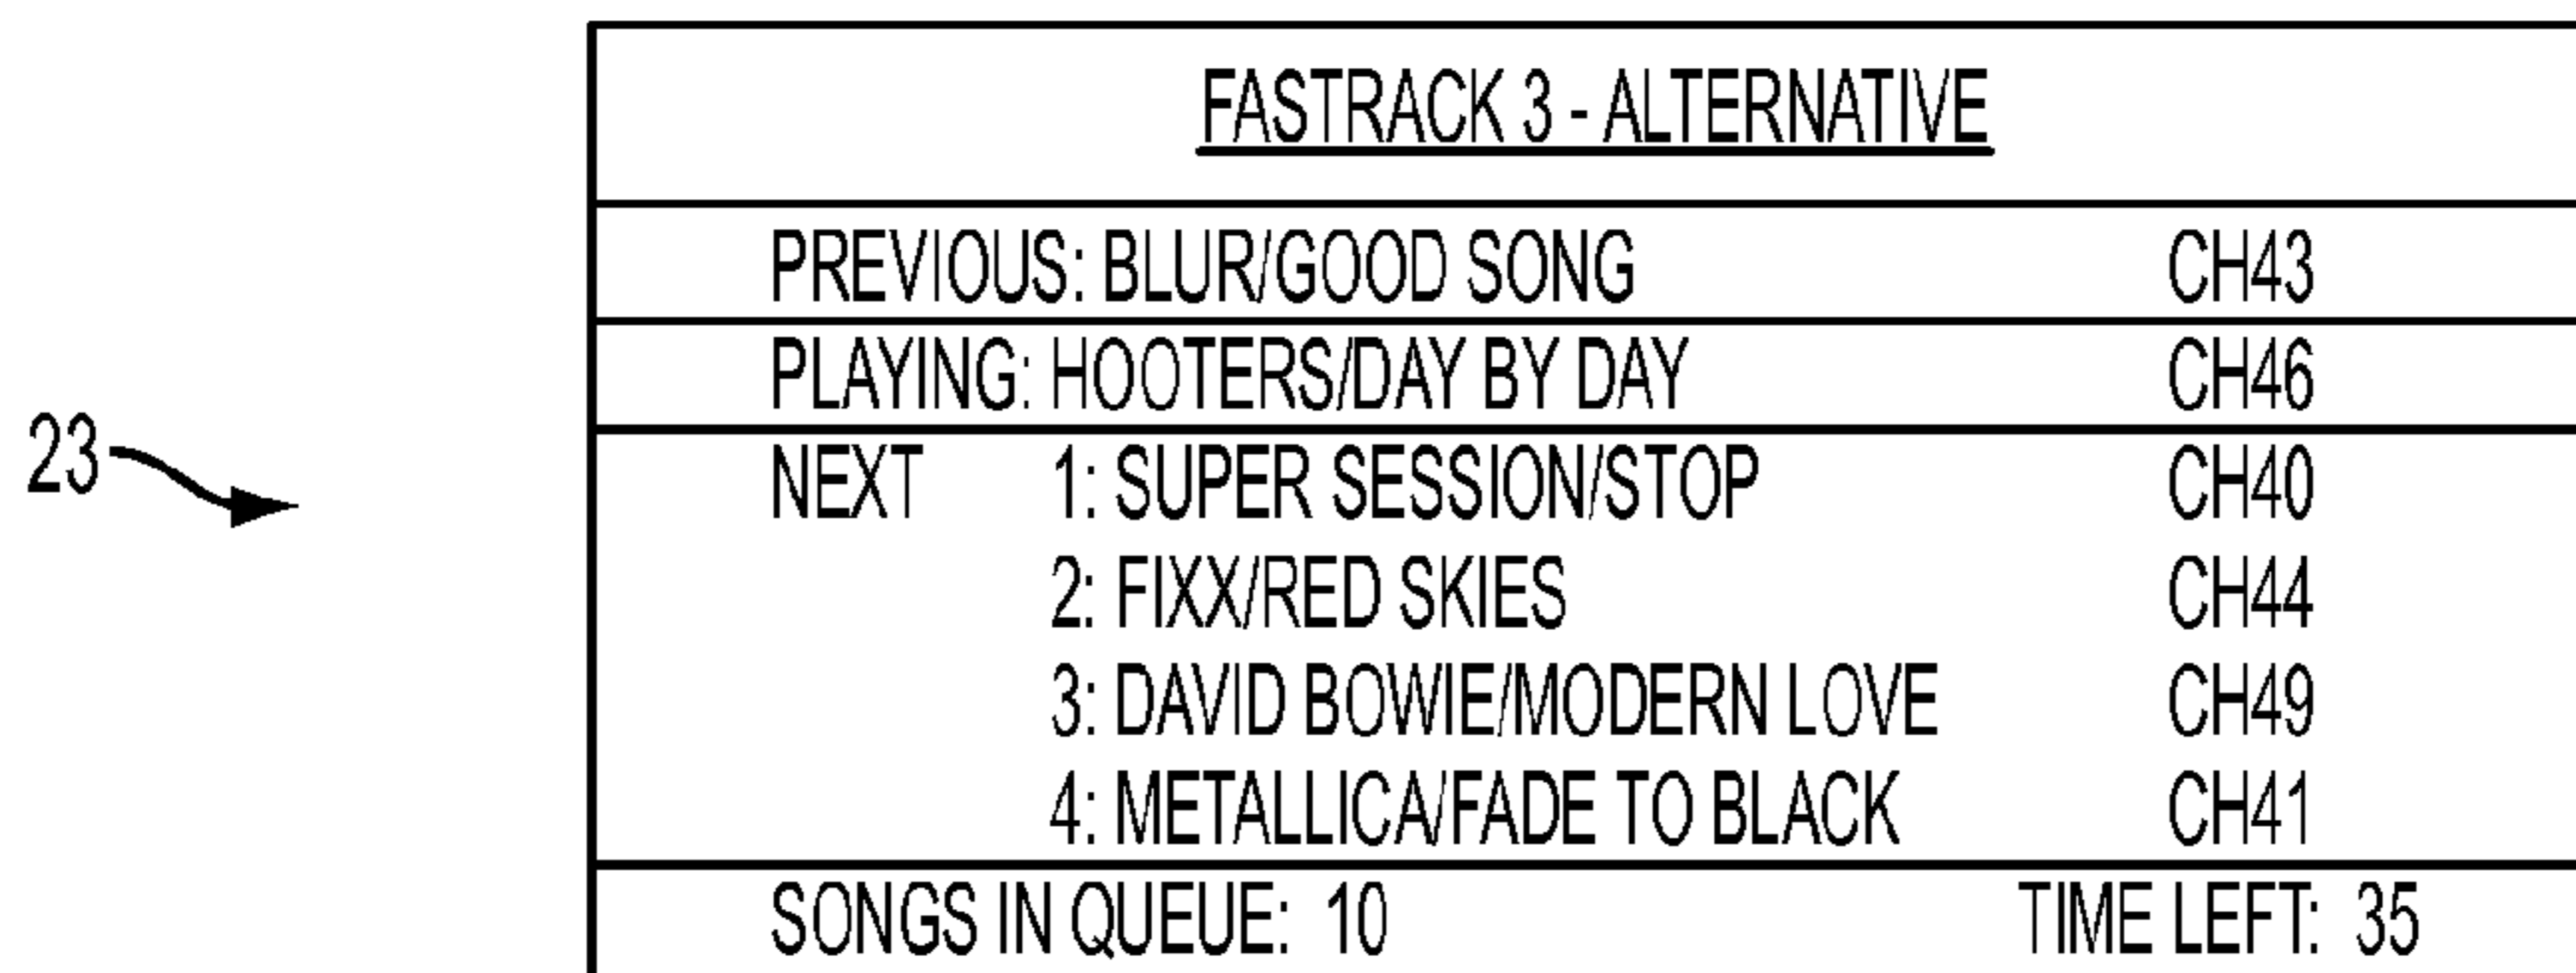 FASTRACK 3 - ALTERNATIVE
PREVIOUS: BLUR/GOOD SONG CH43
PLAYING: HOOTERS/DAY BY DAY CH46
23
NEXT 1: SUPER SESSION/STOP CH40
2: FIXX/RED SKIES CH44
3: DAVID BOWIE/MODERN LOVE CH49
4: METALLICA/FADE TO BLACK CH41
SONGS IN QUEUE: 10 TIME LEFT: 35